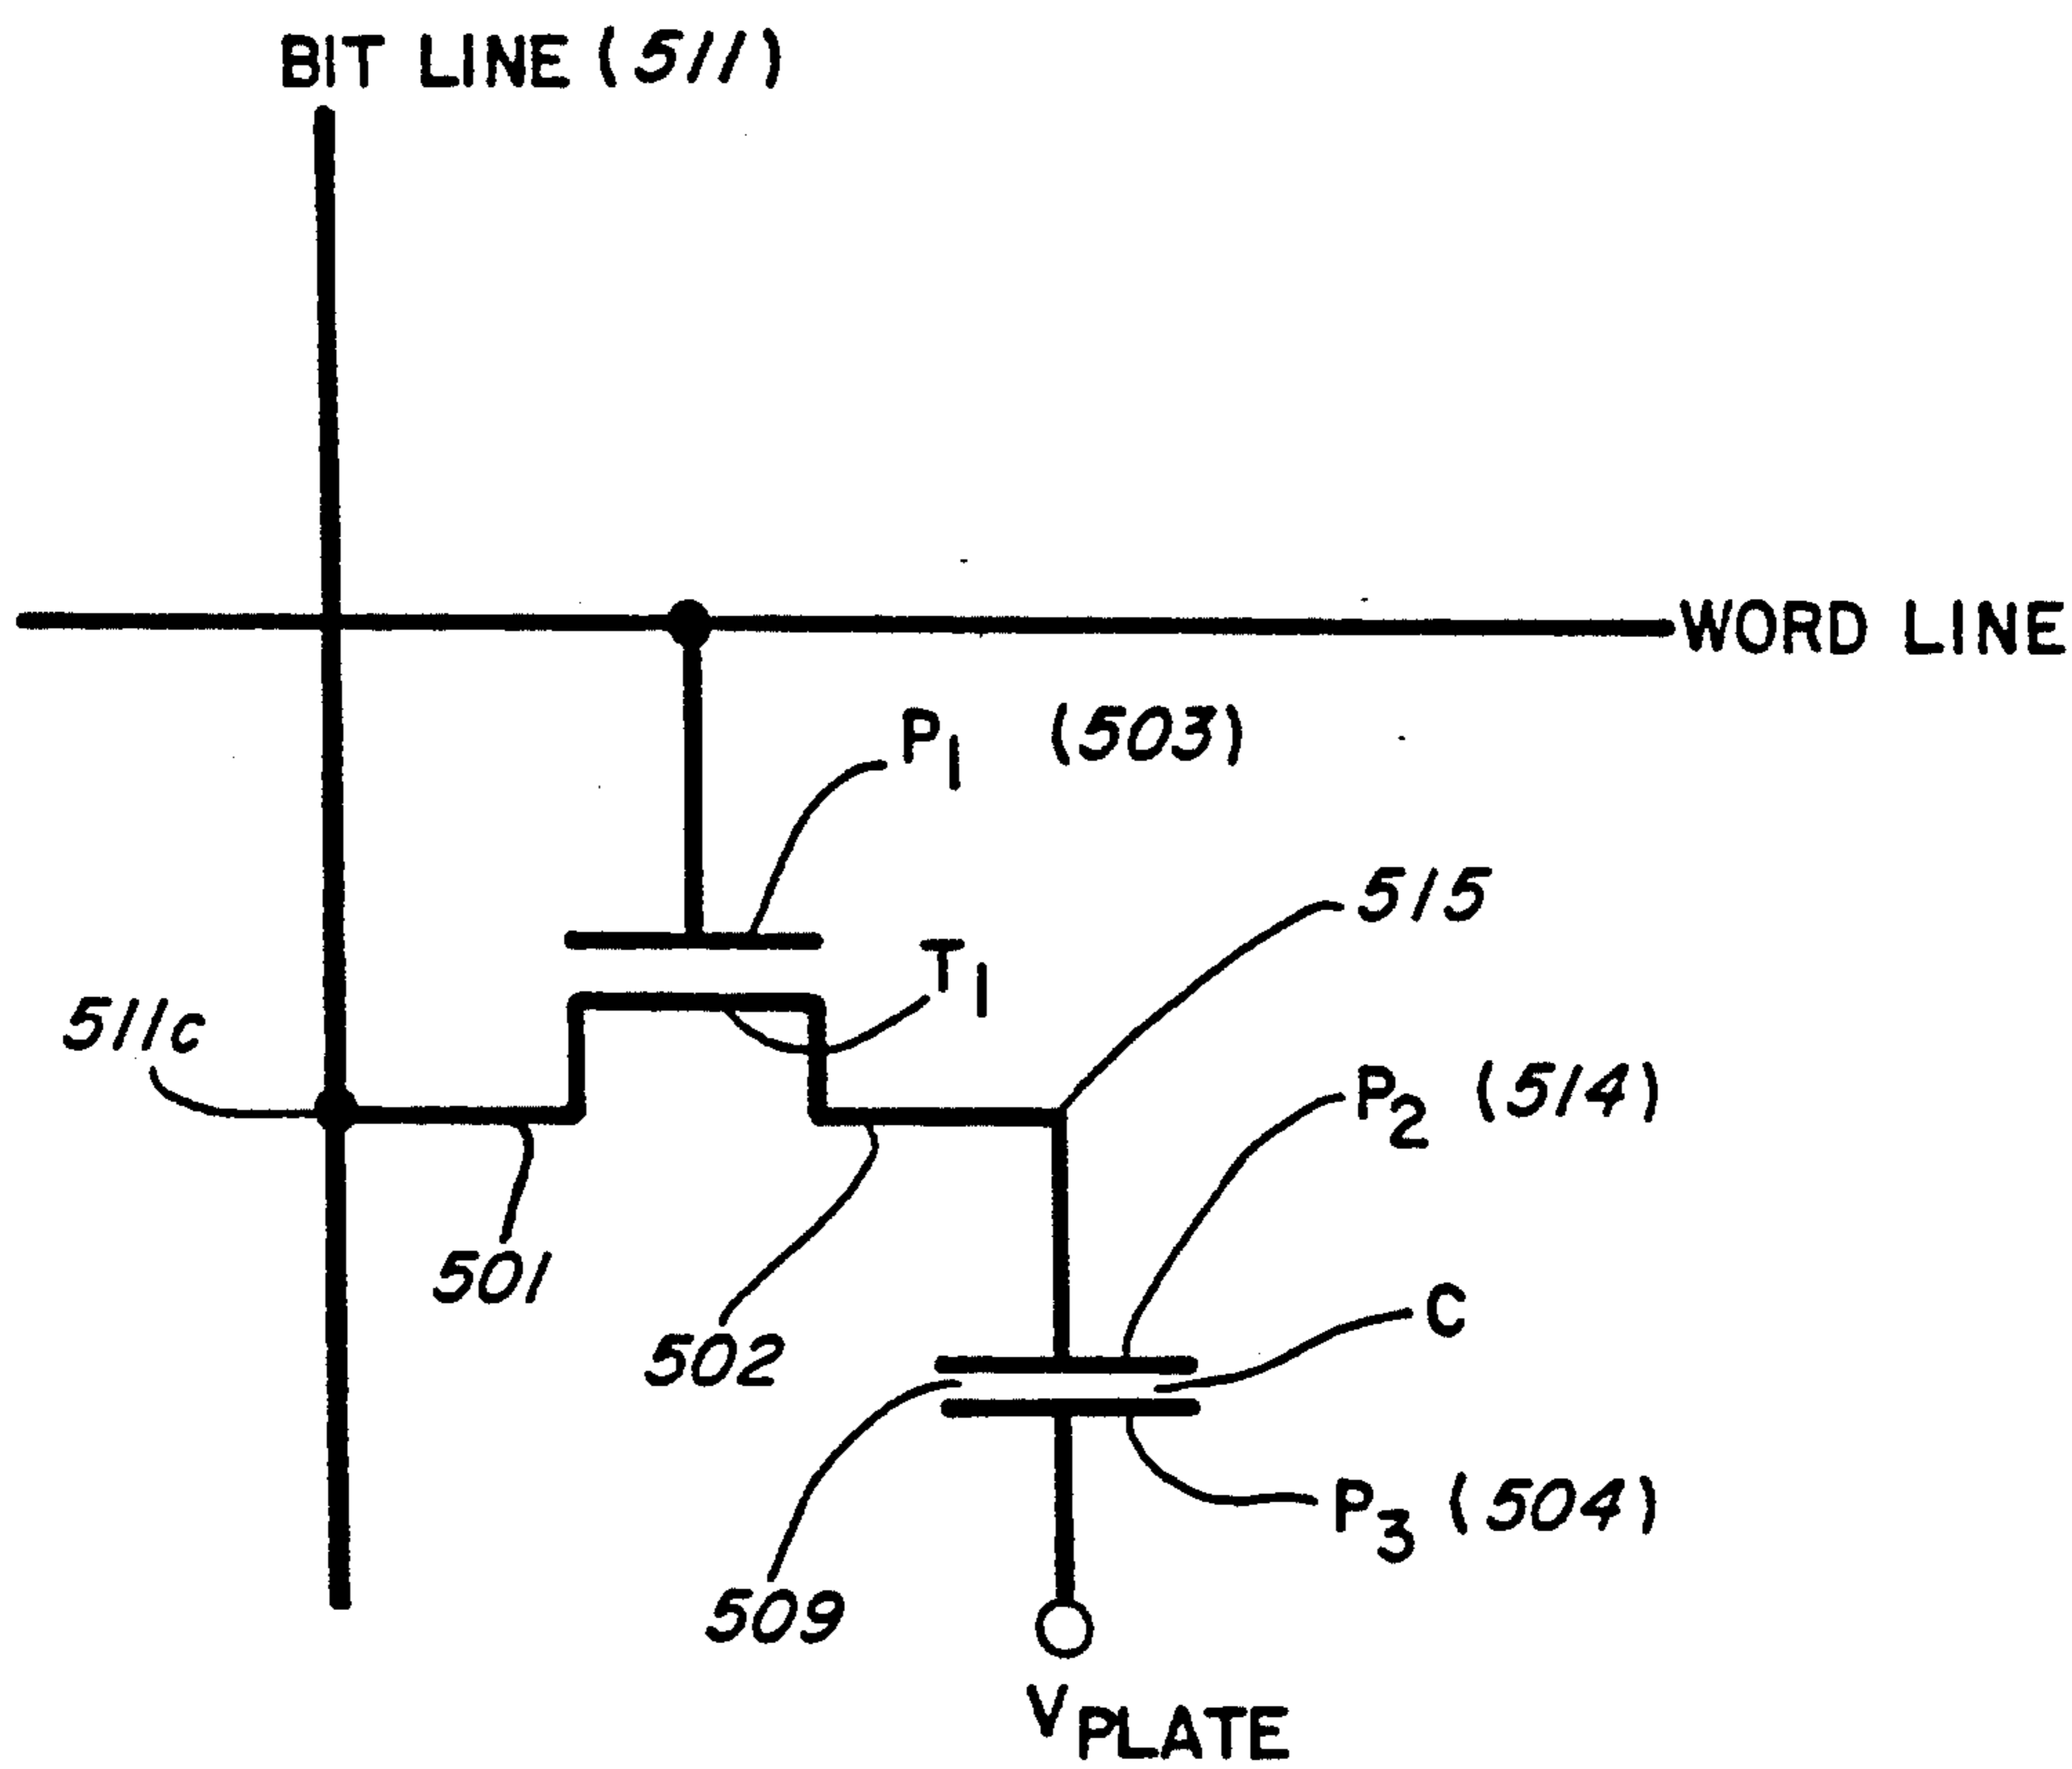 BIT LINE (511)
WORD LINE
P1 (503)
515
T1
511c
P2 (514)
501
C
502
P3 (504)
509
VPLATE